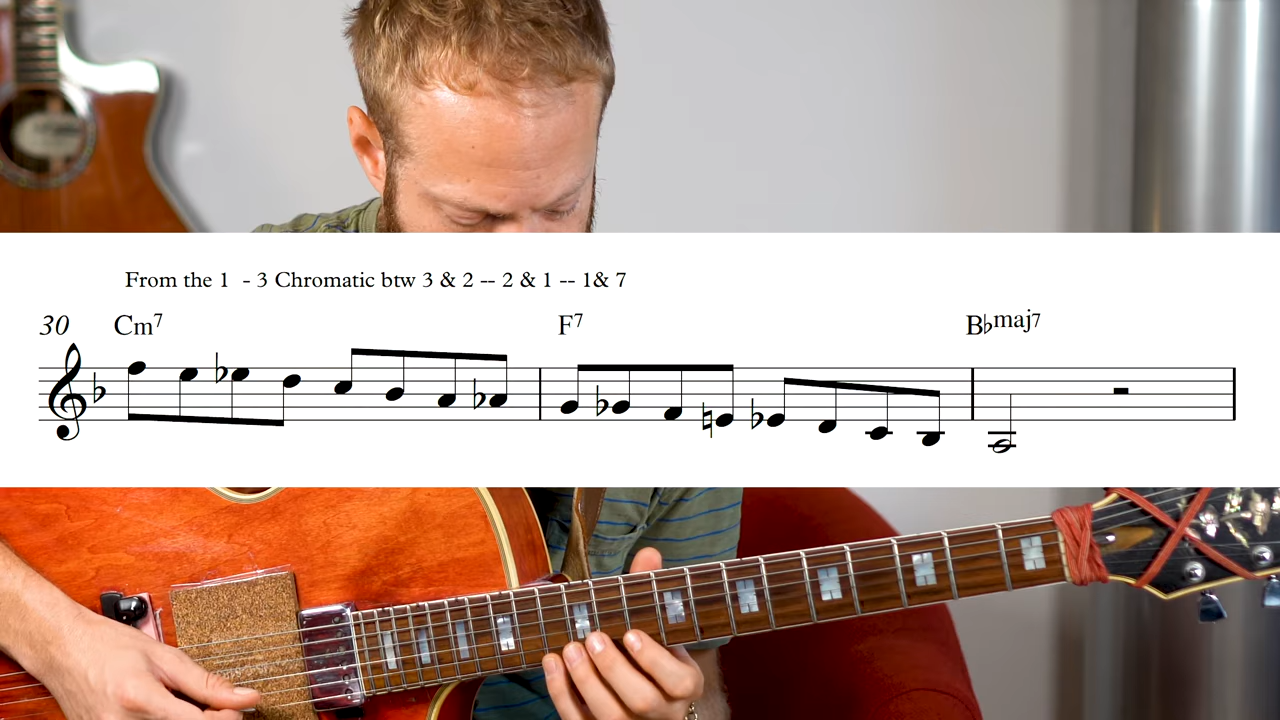 From the 1 - 3 Chromatic btw 3 & 2 -- 2 & 1 -- 1& 7
30 Cm7 F7 B♭maj7